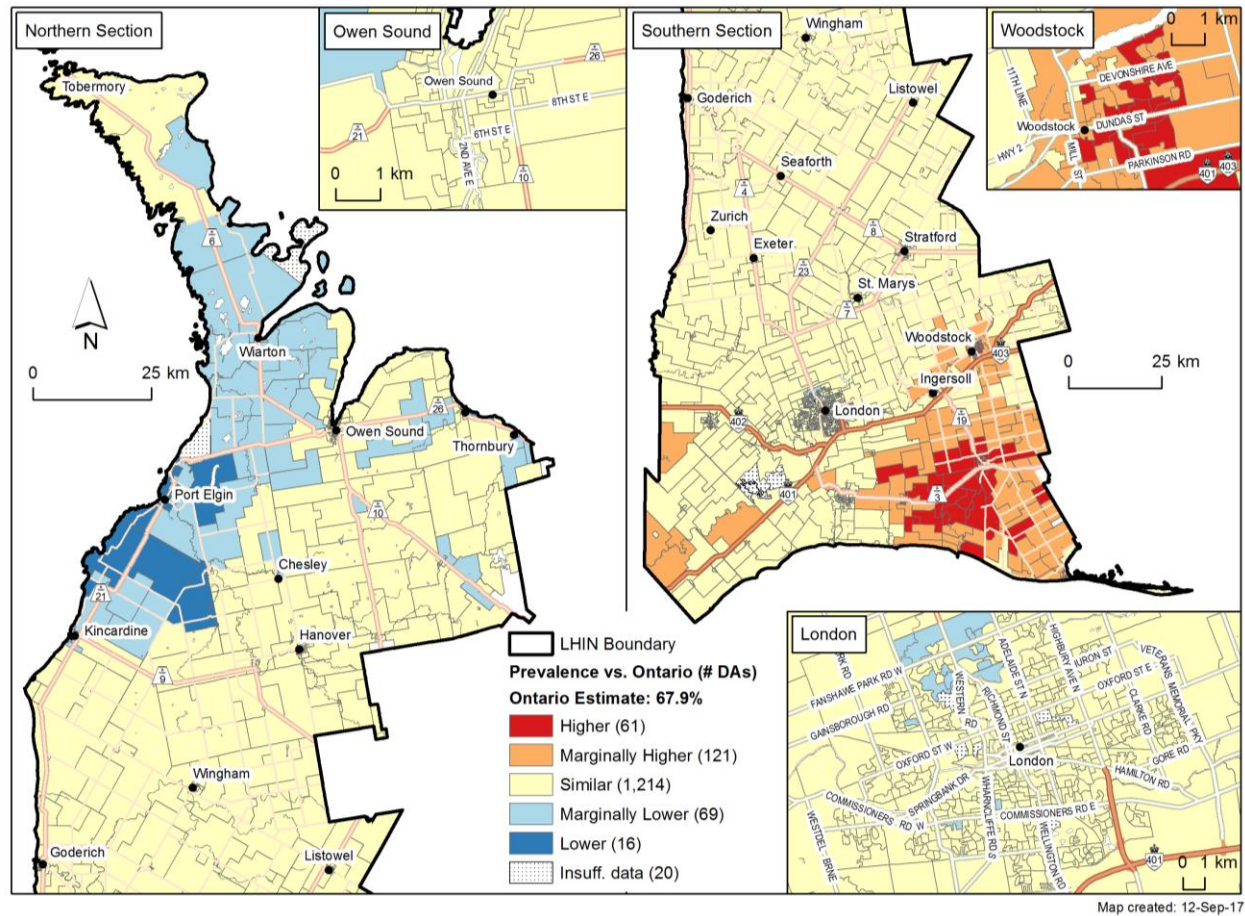 Northern Section
Tobermory
6
N
0 25 km
Wiarton
Owen Sound
26
Thornbury
Port Elgin
10
Chesley
21
Kincardine
Hanover
9
Wingham
Goderich
Listowel
Owen Sound
Owen Sound
26
8TH ST E
21
6TH ST E
2ND AVE E
10
0 1 km
Southern Section
Wingham
Goderich
Listowel
Seaforth
4
Zurich
8
Exeter
Stratford
23
St. Marys
7
Woodstock
403
0 25 km
Ingersoll
London
19
402
401
3
Woodstock
0 1 km
11TH LINE
DEVONSHIRE AVE
Woodstock
DUNDAS ST
HWY 2
MILL ST
PARKINSON RD
403
401
LHIN Boundary
Prevalence vs. Ontario (# DAs)
Ontario Estimate: 67.9%
Higher (61)
Marginally Higher (121)
Similar (1,214)
Marginally Lower (69)
Lower (16)
Insuff. data (20)
London
FANSHAWE PARK RD W
GAINSBOROUGH RD
WESTERN RD
RICHMOND ST
ADELAIDE ST N
HIGHBURY AVE N
OXFORD ST E
VETERANS MEMORIAL PKY
CLARKE RD
OXFORD ST W
London
GORE RD
HAMILTON RD
SPRINGBANK DR
COMMISSIONERS RD W
COMMISSIONERS RD E
WHARNCLIFFE RD S
WELLINGTON RD
401
0 1 km
Map created: 12-Sep-17